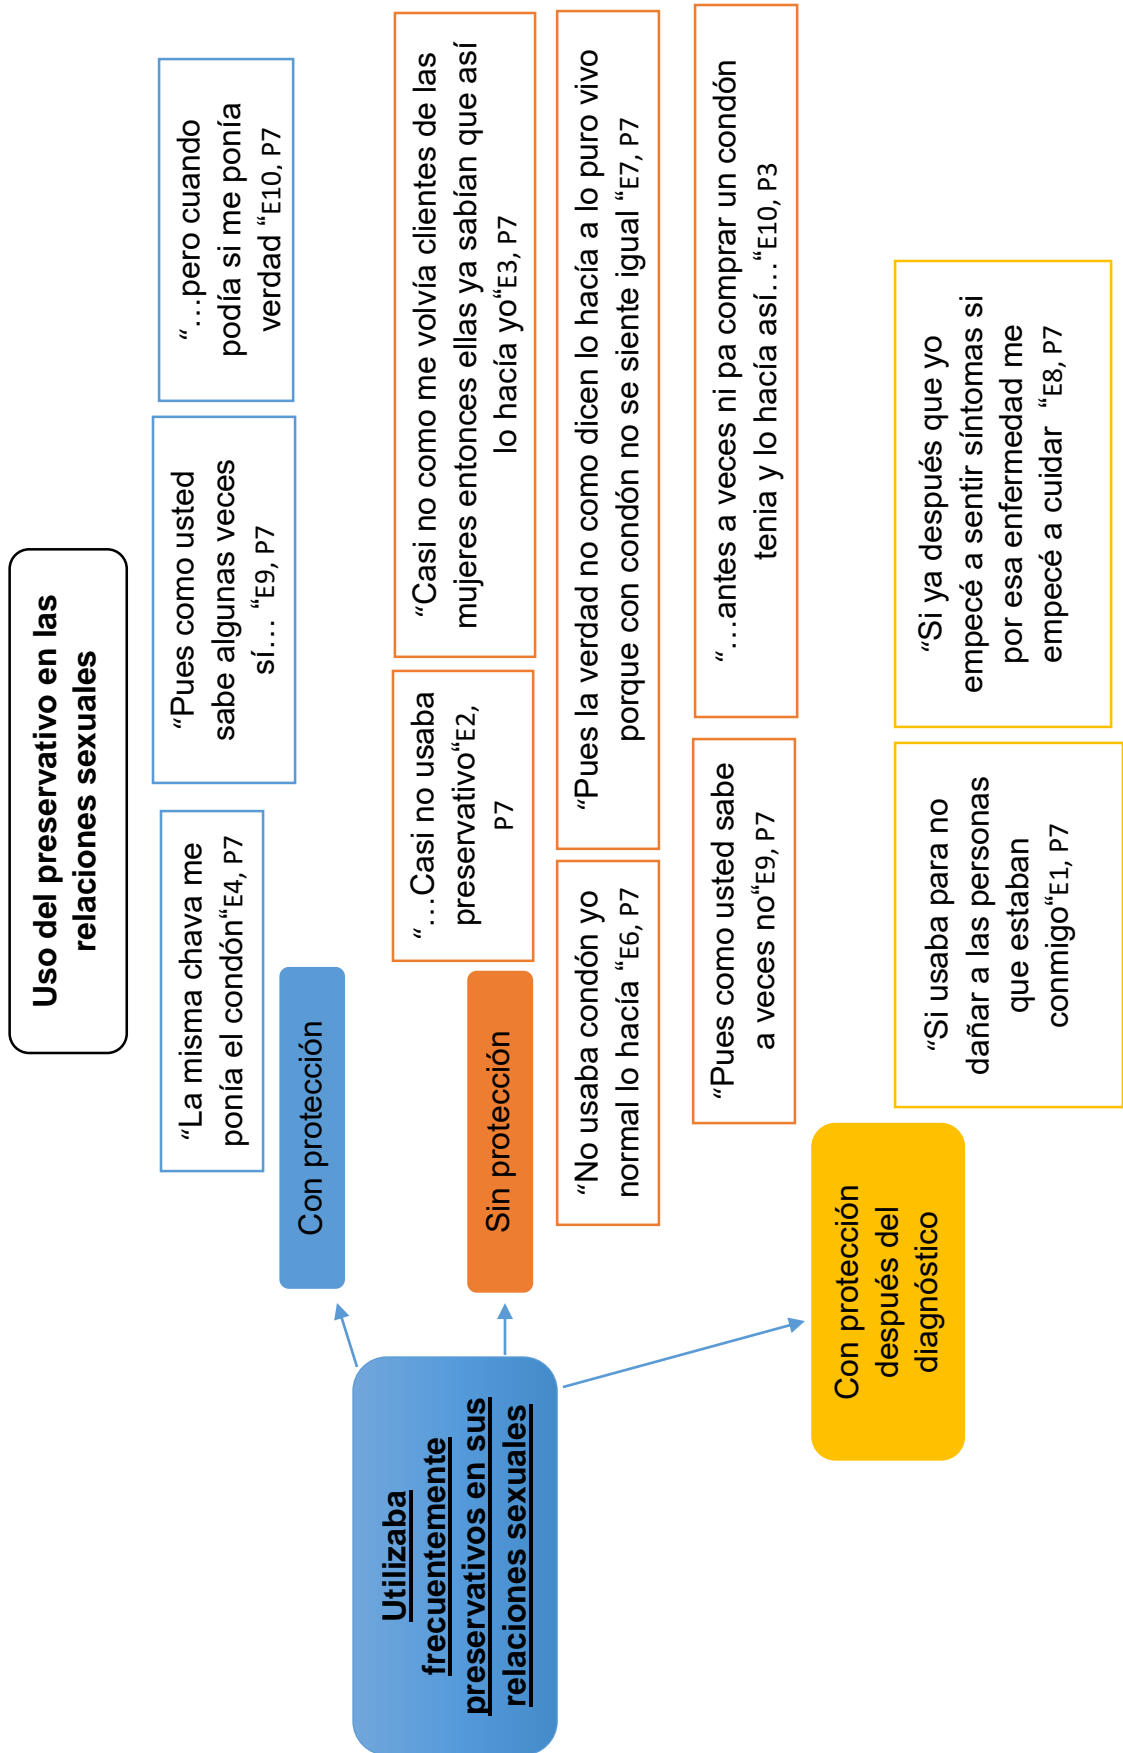 Uso del preservativo en las
relaciones sexuales
Utilizaba
frecuentemente
preservativos en sus
relaciones sexuales
Con protección
“La misma chava me
ponía el condón“E4, P7
“Pues como usted
sabe algunas veces
sí… “E9, P7
“…pero cuando
podía si me ponía
verdad “E10, P7
Sin protección
“…Casi no usaba
preservativo“E2,
P7
“Casi no como me volvía clientes de las
mujeres entonces ellas ya sabían que así
lo hacía yo“E3, P7
“No usaba condón yo
normal lo hacía “E6, P7
“Pues la verdad no como dicen lo hacía a lo puro vivo
porque con condón no se siente igual “E7, P7
“Pues como usted sabe
a veces no“E9, P7
“…antes a veces ni pa comprar un condón
tenia y lo hacía así…“E10, P3
Con protección
después del
diagnóstico
“Si usaba para no
dañar a las personas
que estaban
conmigo“E1, P7
“Si ya después que yo
empecé a sentir síntomas si
por esa enfermedad me
empecé a cuidar “E8, P7